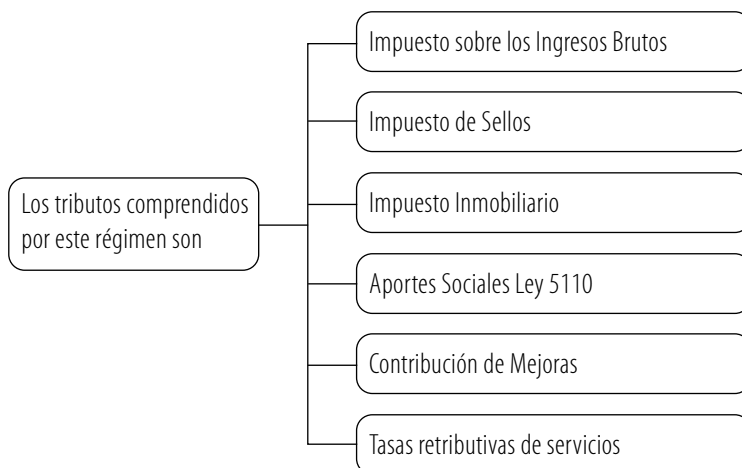 Los tributos comprendidos
por este régimen son
Impuesto sobre los Ingresos Brutos
Impuesto de Sellos
Impuesto Inmobiliario
Aportes Sociales Ley 5110
Contribución de Mejoras
Tasas retributivas de servicios